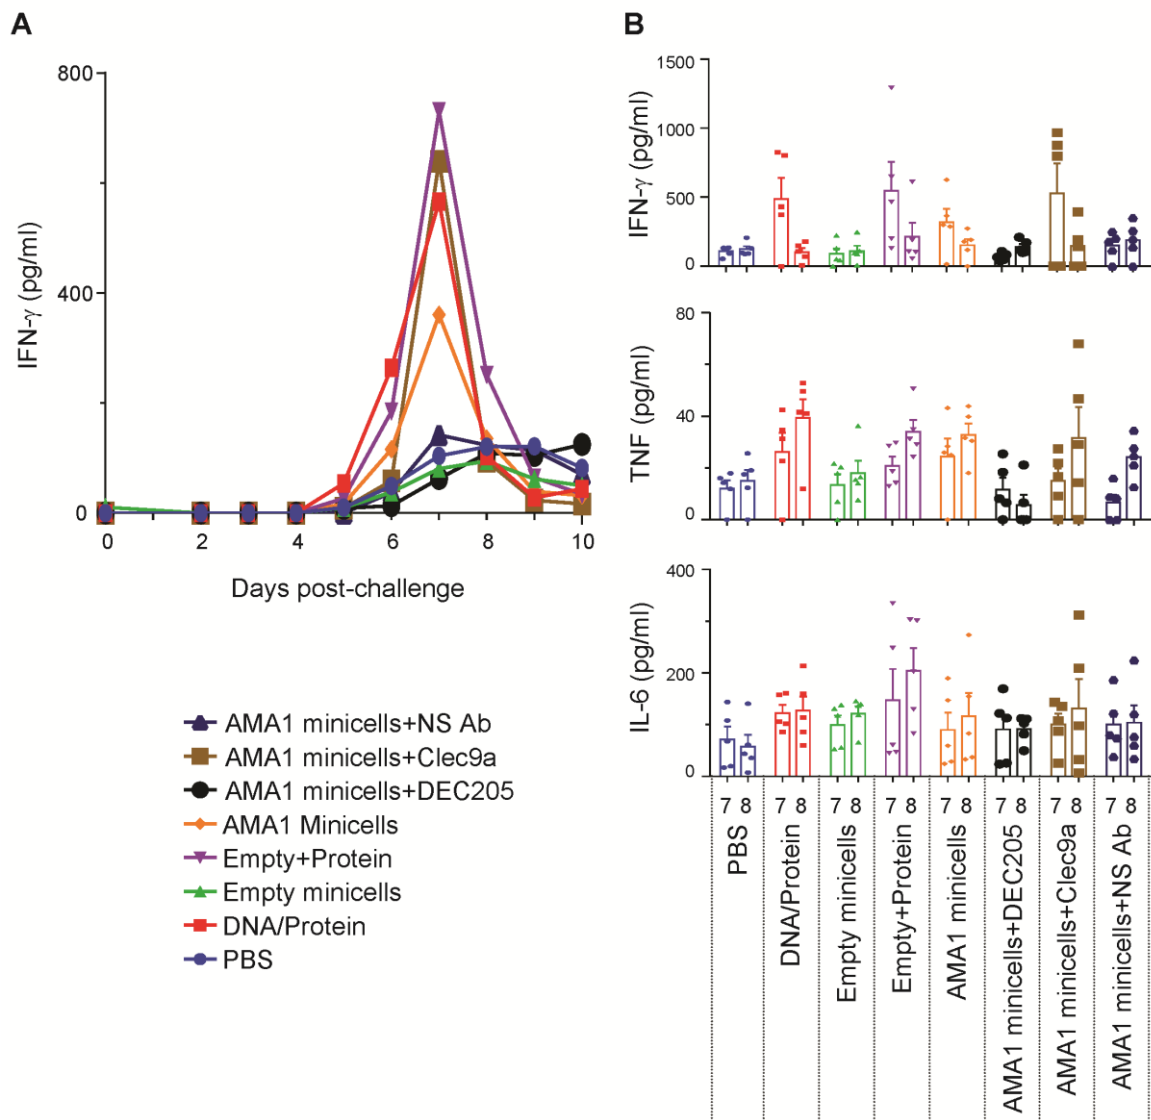 A
800
400
0
IFN-γ (pg/ml)
0 2 4 6 8 10
Days post-challenge
AMA1 minicells+NS Ab
AMA1 minicells+Clec9a
AMA1 minicells+DEC205
AMA1 Minicells
Empty+Protein
Empty minicells
DNA/Protein
PBS
B
1500
1000
500
0
IFN-γ (pg/ml)
80
40
0
TNF (pg/ml)
400
200
0
IL-6 (pg/ml)
7 8 7 8 7 8 7 8 7 8 7 8 7 8 7 8
PBS
DNA/Protein
Empty minicells
Empty+Protein
AMA1 minicells
AMA1 minicells+DEC205
AMA1 minicells+Clec9a
AMA1 minicells+NS Ab